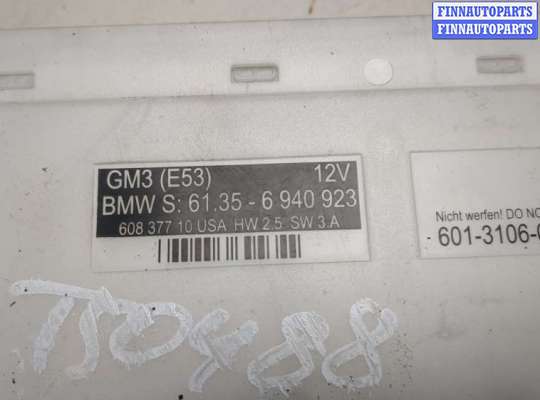 FINNAUTOPARTS
FINNAUTOPARTS
GM3 (E53) 12V
BMW S: 61.35 - 6 940 923
608 377 10 USA HW 2.5 SW 3.A
Nicht werfen! DO NO
601-3106-